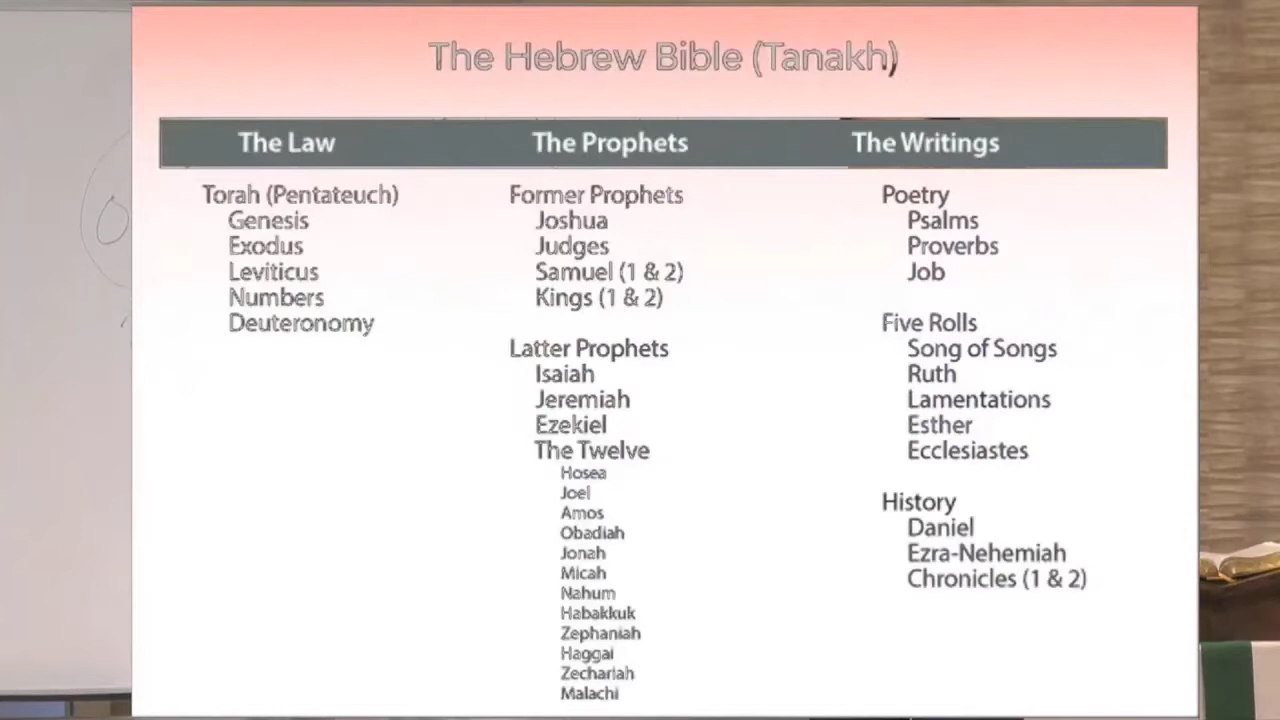 The Hebrew Bible (Tanakh)
The Law
Torah (Pentateuch)
Genesis
Exodus
Leviticus
Numbers
Deuteronomy
The Prophets
Former Prophets
Joshua
Judges
Samuel (1 & 2)
Kings (1 & 2)
Latter Prophets
Isaiah
Jeremiah
Ezekiel
The Twelve
Hosea
Joel
Amos
Obadiah
Jonah
Micah
Nahum
Habakkuk
Zephaniah
Haggai
Zechariah
Malachi
The Writings
Poetry
Psalms
Proverbs
Job
Five Rolls
Song of Songs
Ruth
Lamentations
Esther
Ecclesiastes
History
Daniel
Ezra-Nehemiah
Chronicles (1 & 2)